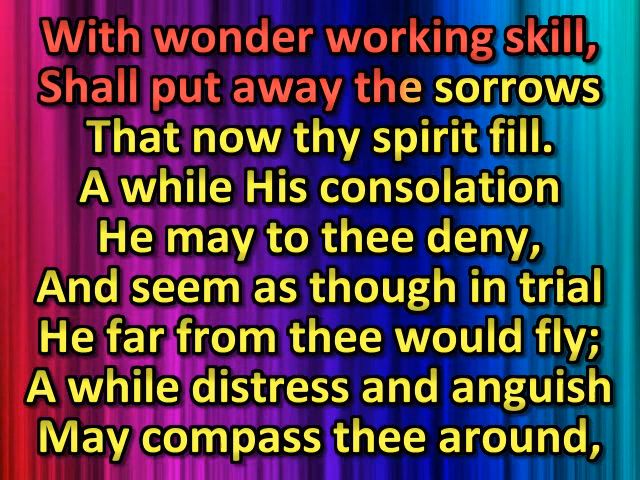 With wonder working skill,
Shall put away the sorrows
That now thy spirit fill.
A while His consolation
He may to thee deny,
And seem as though in trial
He far from thee would fly;
A while distress and anguish
May compass thee around,